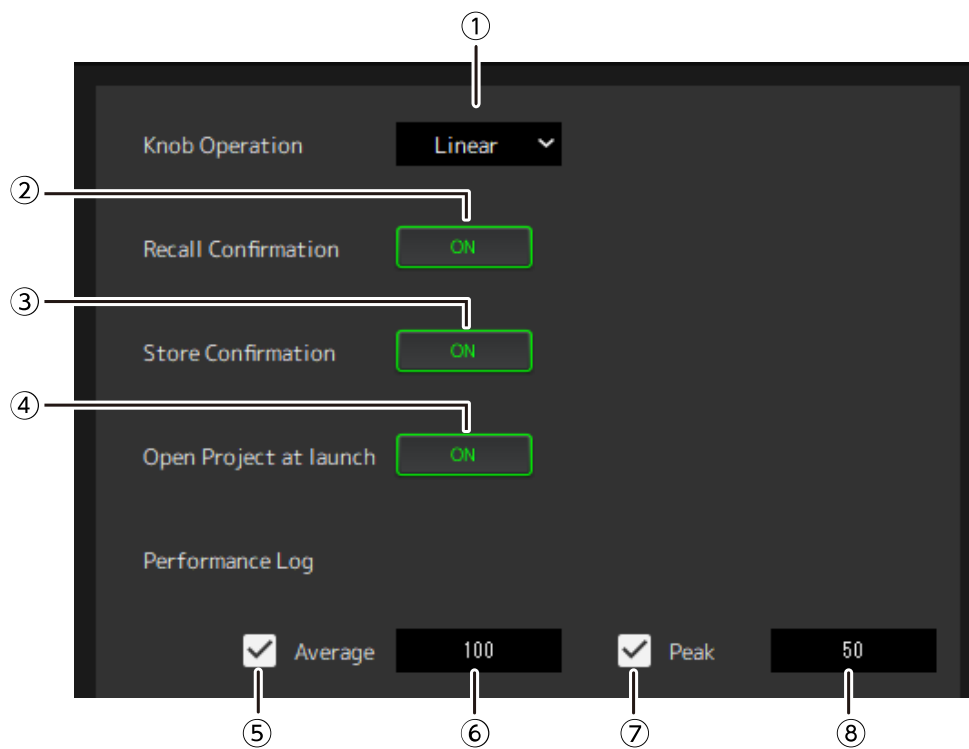 ①
Knob Operation Linear
②
Recall Confirmation ON
③
Store Confirmation ON
④
Open Project at launch ON
Performance Log
Average 100 Peak 50
⑤ ⑥ ⑦ ⑧